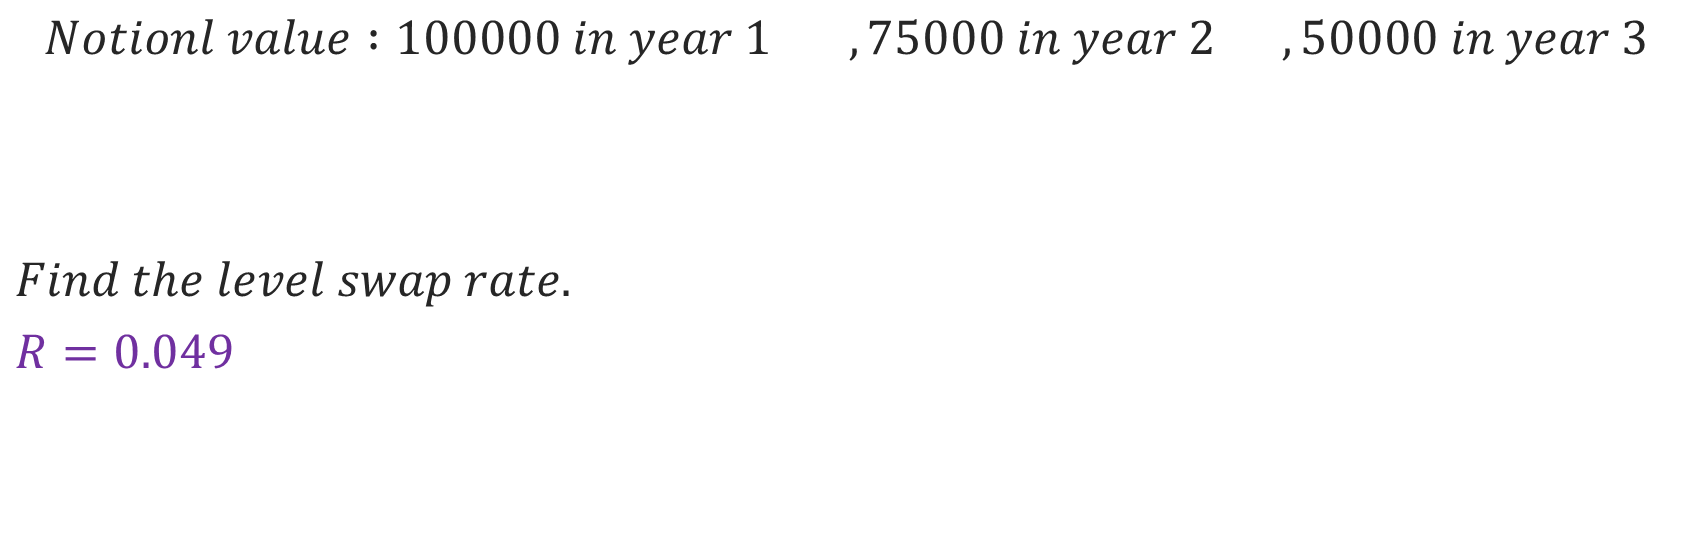 Notionl value : 100000 in year 1 , 75000 in year 2 , 50000 in year 3
Find the level swap rate.
R = 0.049